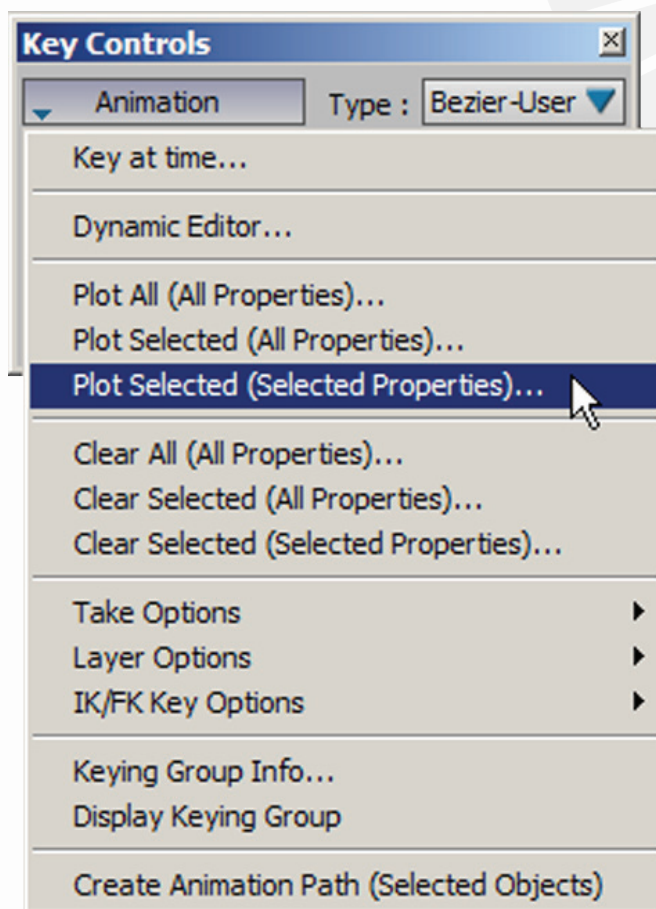 Key Controls
Animation Type : Bezier-User
Key at time...
Dynamic Editor...
Plot All (All Properties)...
Plot Selected (All Properties)...
Plot Selected (Selected Properties)...
Clear All (All Properties)...
Clear Selected (All Properties)...
Clear Selected (Selected Properties)...
Take Options
Layer Options
IK/FK Key Options
Keying Group Info...
Display Keying Group
Create Animation Path (Selected Objects)